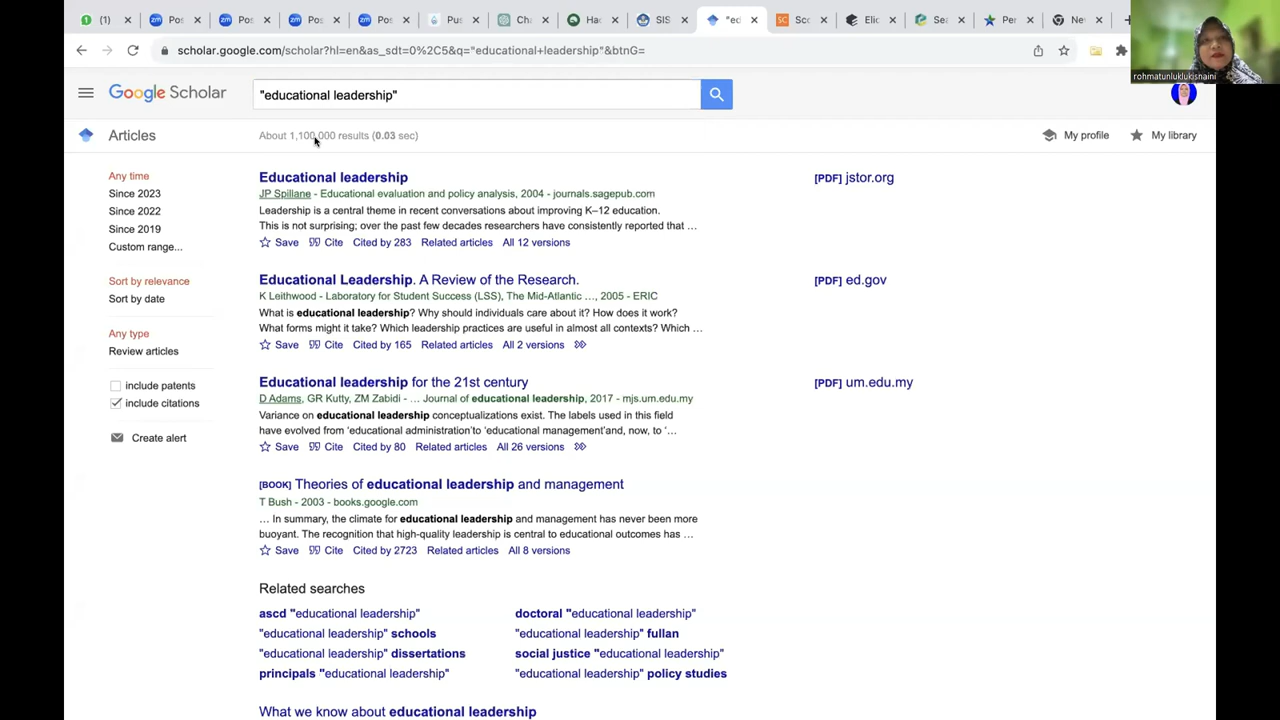 (1)
Pos
Pos
Pos
Pos
Pus
Cha
Hac
SIS
"ed
Sco
Elic
Sea
Per
Ne
scholar.google.com/scholar?hl=en&as_sdt=0%2C5&q="educational+leadership"&btnG=
rohmatunluklukisnaini
Google Scholar
"educational leadership"
Articles
About 1,100,000 results (0.03 sec)
My profile
My library
Any time
Since 2023
Since 2022
Since 2019
Custom range...
Sort by relevance
Sort by date
Any type
Review articles
include patents
include citations
Create alert
Educational leadership
JP Spillane - Educational evaluation and policy analysis, 2004 - journals.sagepub.com
Leadership is a central theme in recent conversations about improving K–12 education.
This is not surprising; over the past few decades researchers have consistently reported that …
Save Cite Cited by 283 Related articles All 12 versions
[PDF] jstor.org
Educational Leadership. A Review of the Research.
K Leithwood - Laboratory for Student Success (LSS), The Mid-Atlantic …, 2005 - ERIC
What is educational leadership? Why should individuals care about it? How does it work?
What forms might it take? Which leadership practices are useful in almost all contexts? Which …
Save Cite Cited by 165 Related articles All 2 versions
[PDF] ed.gov
Educational leadership for the 21st century
D Adams, GR Kutty, ZM Zabidi - … Journal of educational leadership, 2017 - mjs.um.edu.my
Variance on educational leadership conceptualizations exist. The labels used in this field
have evolved from 'educational administration'to 'educational management'and, now, to '…
Save Cite Cited by 80 Related articles All 26 versions
[PDF] um.edu.my
[BOOK] Theories of educational leadership and management
T Bush - 2003 - books.google.com
… In summary, the climate for educational leadership and management has never been more
buoyant. The recognition that high-quality leadership is central to educational outcomes has …
Save Cite Cited by 2723 Related articles All 8 versions
Related searches
ascd "educational leadership"
doctoral "educational leadership"
"educational leadership" schools
"educational leadership" fullan
"educational leadership" dissertations
social justice "educational leadership"
principals "educational leadership"
"educational leadership" policy studies
What we know about educational leadership